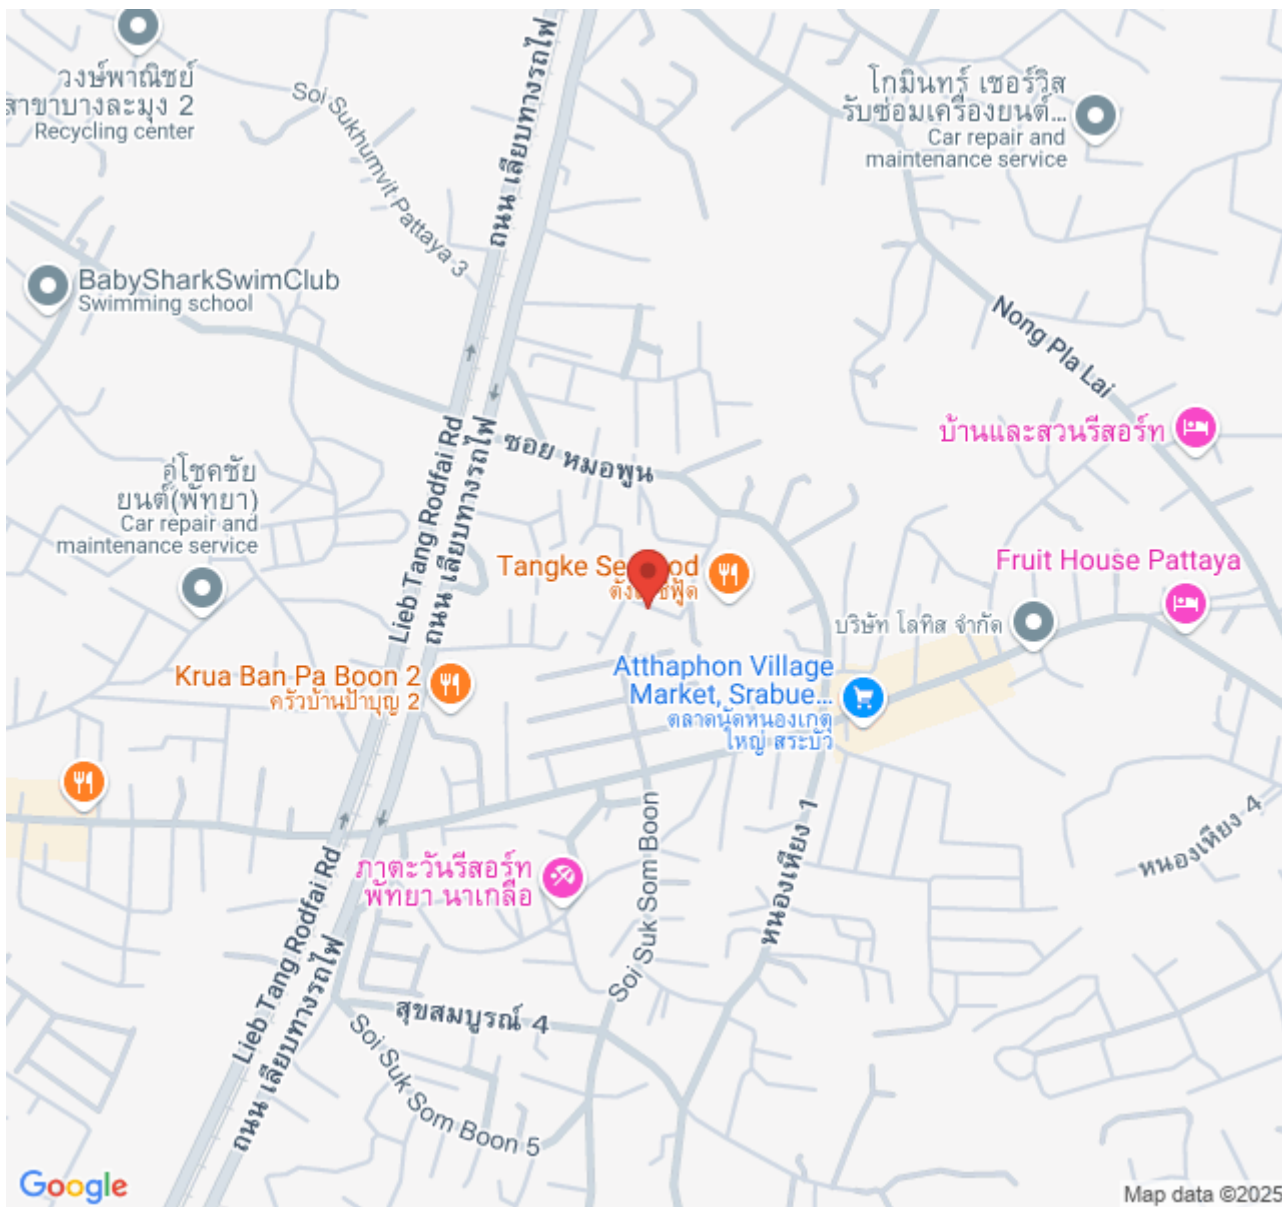 วงษ์พาณิชย์
สาขาบางละมุง 2
Recycling center
Soi Sukhumvit Pattaya 3
ถนน เลียบทางรถไฟ
โกมินทร์ เซอร์วิส
รับซ่อมเครื่องยนต์...
Car repair and
maintenance service
BabySharkSwimClub
Swimming school
Nong Pla Lai
บ้านและสวนรีสอร์ท
Lieb Tang Rodfai Rd
ถนน เลียบทางรถไฟ
ซอย หมอพูน
อู่โชคชัย
ยนต์(พัทยา)
Car repair and
maintenance service
Tangke
Fruit House Pattaya
บริษัท โลทิส จำกัด
Krua Ban Pa Boon 2
ครัวบ้านป้าบุญ 2
Atthaphon Village
Market, Srabue...
ตลาดนัดหนองเกตุ
ใหญ่ สระบัว
หนองเหียง 1
หนองเหียง 4
ภาตะวันรีสอร์ท
พัทยา นาเกลือ
Soi Suk Som Boon
Lieb Tang Rodfai Rd
ถนน เลียบทางรถไฟ
สุขสมบูรณ์ 4
Soi Suk Som Boon 5
Google
Map data ©2025